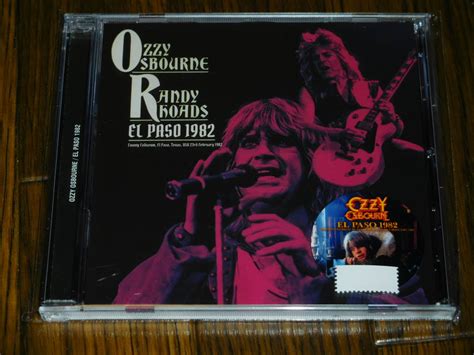 OZZY
OSBOURNE
RANDY
RHOADS
EL PASO 1982
County Coliseum, El Paso, Texas, USA 23rd February 1982
OZZY OSBOURNE / EL PASO 1982
OZZY
OSBOURNE
EL PASO 1982